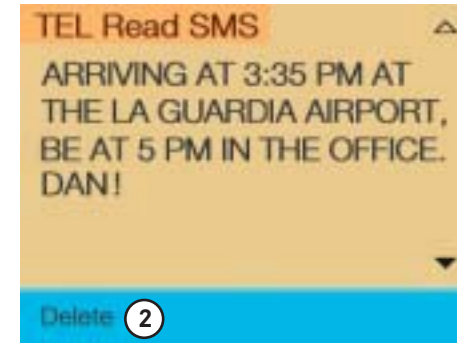 TEL Read SMS
ARRIVING AT 3:35 PM AT
THE LA GUARDIA AIRPORT,
BE AT 5 PM IN THE OFFICE.
DAN!
Delete 2